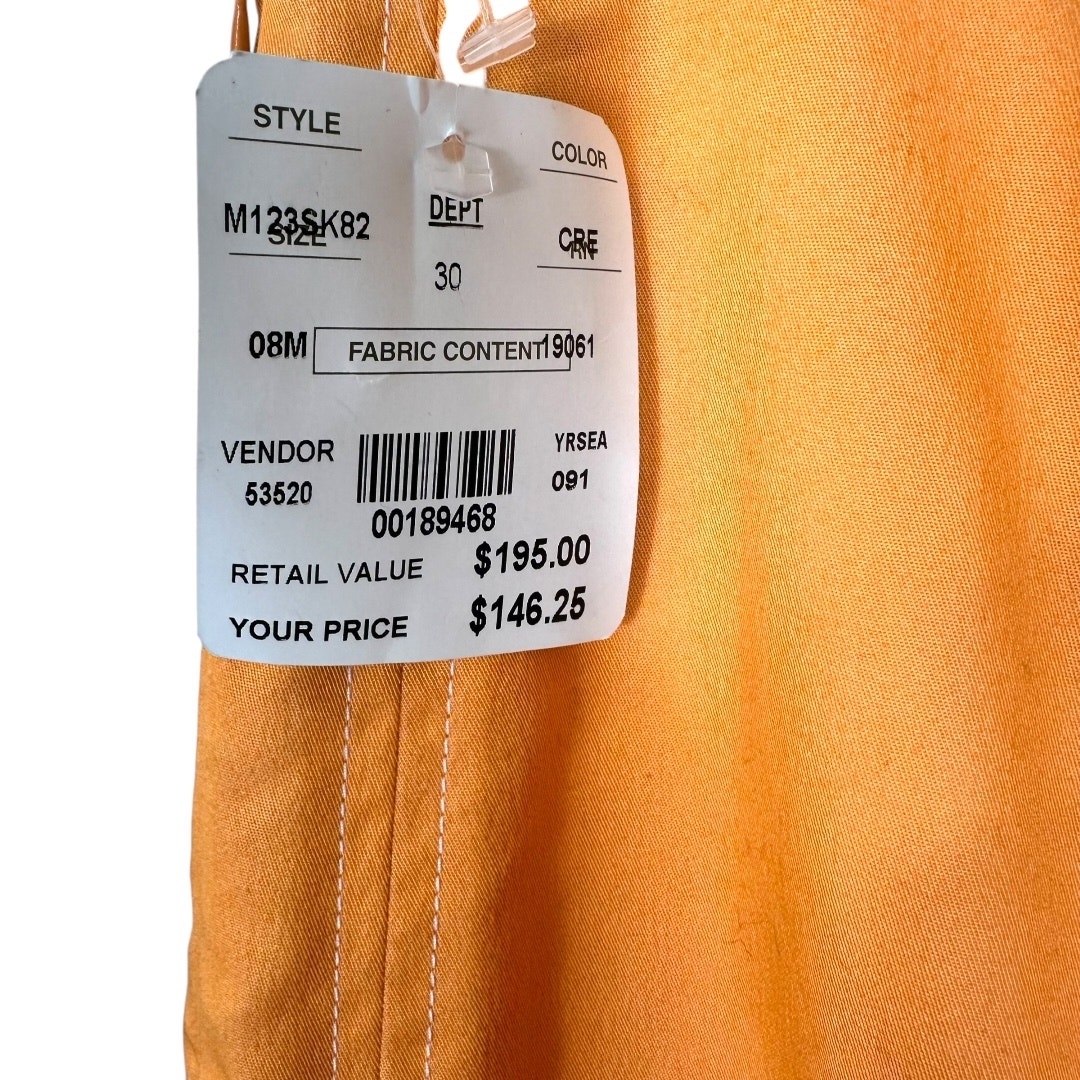 STYLE
COLOR
M123SK82
DEPT
SIZE
CRE
RN
30
08M
FABRIC CONTENT
19061
VENDOR
YRSEA
53520
091
00189468
RETAIL VALUE $195.00
YOUR PRICE $146.25